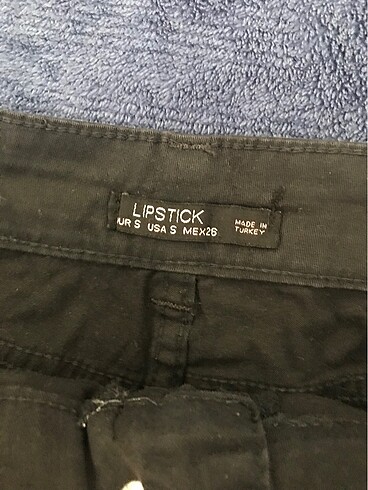 LIPSTICK
UR S USA S MEX26
MADE IN
TURKEY